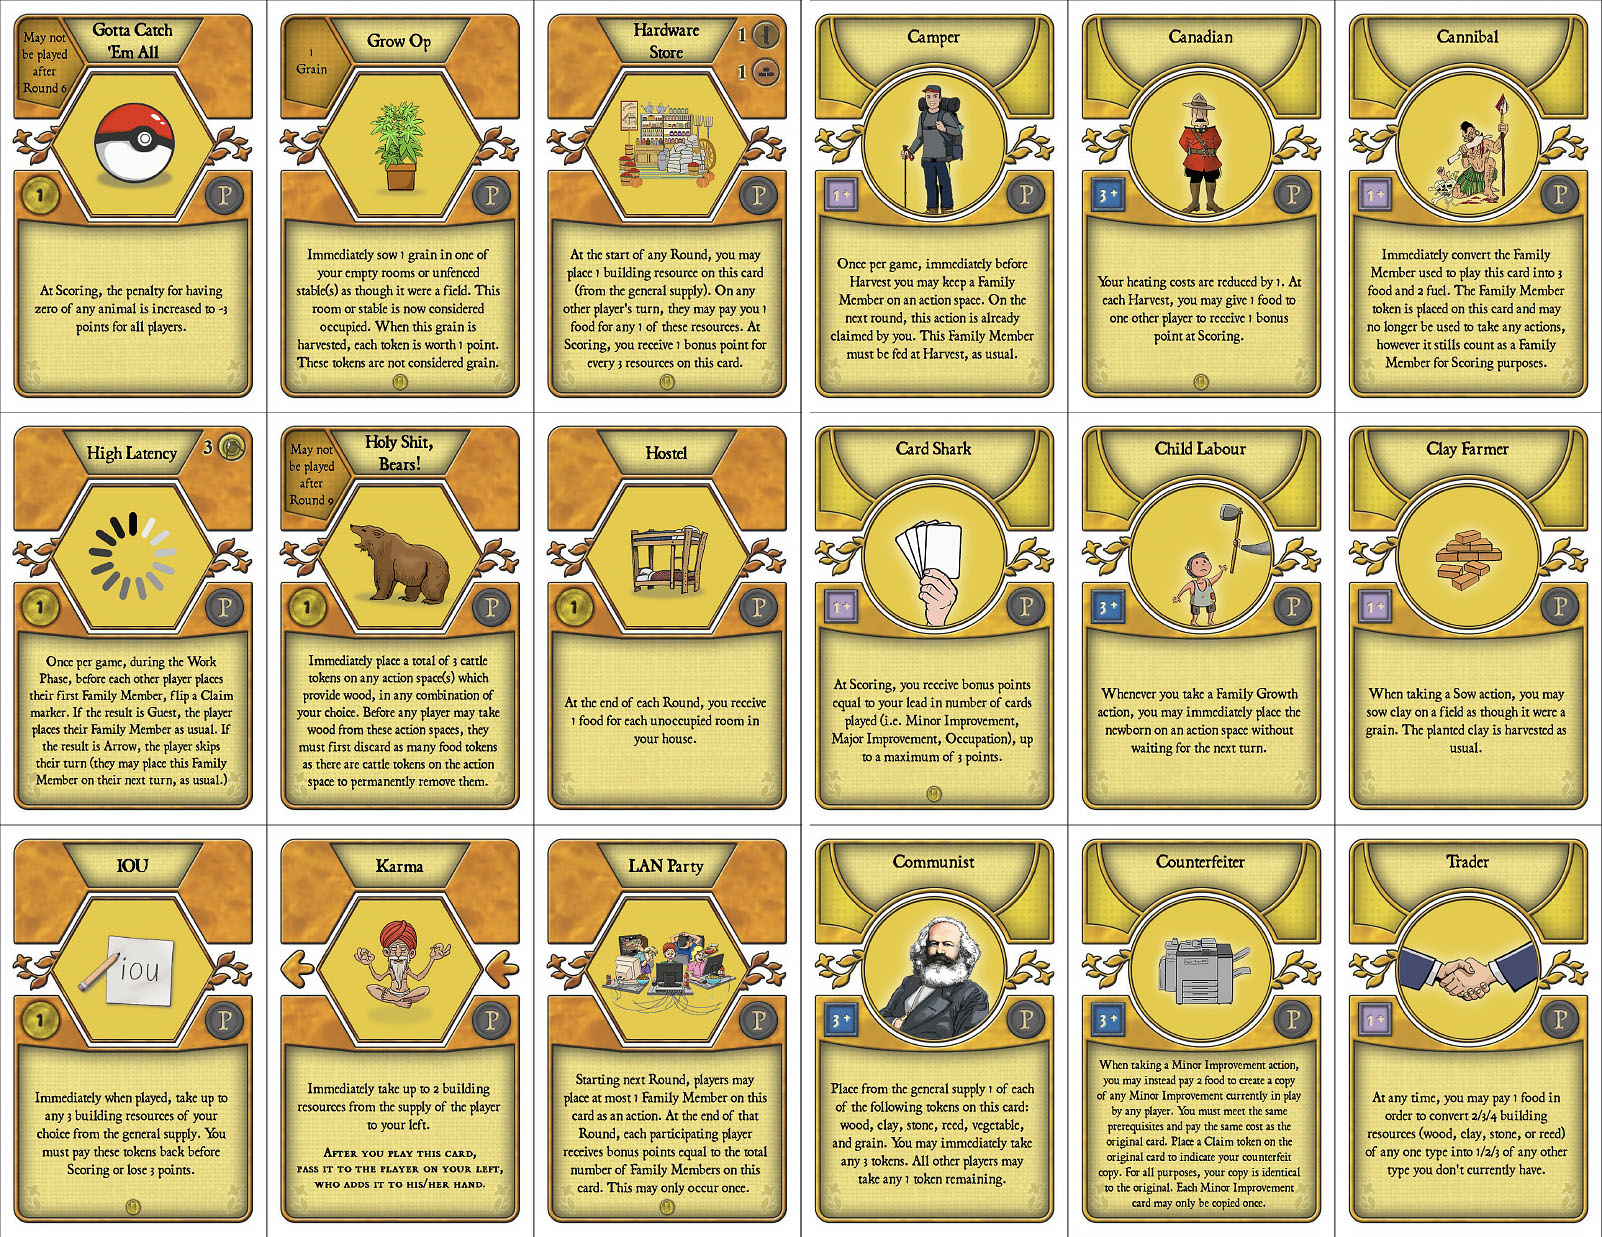 May not
be played
after
Round 6
Gotta Catch
'Em All
1
P
At Scoring, the penalty for having
zero of any animal is increased to -3
points for all players.
1
Grain
Grow Op
P
Immediately sow 1 grain in one of
your empty rooms or unfenced
stable(s) as though it were a field. This
room or stable is now considered
occupied. When this grain is
harvested, each token is worth 1 point.
These tokens are not considered grain.
Hardware
Store
1
1
P
At the start of any Round, you may
place 1 building resource on this card
(from the general supply). On any
other player's turn, they may pay you 1
food for any 1 of these resources. At
Scoring, you receive 1 bonus point for
every 3 resources on this card.
Camper
1+
P
Once per game, immediately before
Harvest you may keep a Family
Member on an action space. On the
next round, this action is already
claimed by you. This Family Member
must be fed at Harvest, as usual.
Canadian
3+
P
Your heating costs are reduced by 1. At
each Harvest, you may give 1 food to
one other player to receive 1 bonus
point at Scoring.
Cannibal
1+
P
Immediately convert the Family
Member used to play this card into 3
food and 2 fuel. The Family Member
token is placed on this card and may
no longer be used to take any actions,
however it stills count as a Family
Member for Scoring purposes.
High Latency
3
1
P
Once per game, during the Work
Phase, before each other player places
their first Family Member, flip a Claim
marker. If the result is Guest, the player
places their Family Member as usual. If
the result is Arrow, the player skips
their turn (they may place this Family
Member on their next turn, as usual.)
May not
be played
after
Round 9
Holy Shit,
Bears!
1
P
Immediately place a total of 3 cattle
tokens on any action space(s) which
provide wood, in any combination of
your choice. Before any player may take
wood from these action spaces, they
must first discard as many food tokens
as there are cattle tokens on the action
space to permanently remove them.
Hostel
1
P
At the end of each Round, you receive
1 food for each unoccupied room in
your house.
Card Shark
1+
P
At Scoring, you receive bonus points
equal to your lead in number of cards
played (i.e. Minor Improvement,
Major Improvement, Occupation), up
to a maximum of 3 points.
Child Labour
3+
P
Whenever you take a Family Growth
action, you may immediately place the
newborn on an action space without
waiting for the next turn.
Clay Farmer
1+
P
When taking a Sow action, you may
sow clay on a field as though it were a
grain. The planted clay is harvested as
usual.
IOU
iou
1
P
Immediately when played, take up to
any 3 building resources of your
choice from the general supply. You
must pay these tokens back before
Scoring or lose 3 points.
Karma
P
Immediately take up to 2 building
resources from the supply of the player
to your left.
After you play this card,
pass it to the player on your left,
who adds it to his/her hand.
LAN Party
P
Starting next Round, players may
place at most 1 Family Member on this
card as an action. At the end of that
Round, each participating player
receives bonus points equal to the total
number of Family Members on this
card. This may only occur once.
Communist
3+
P
Place from the general supply 1 of each
of the following tokens on this card:
wood, clay, stone, reed, vegetable,
and grain. You may immediately take
any 3 tokens. All other players may
take any 1 token remaining.
Counterfeiter
3+
P
When taking a Minor Improvement action,
you may instead pay 2 food to create a copy
of any Minor Improvement currently in play
by any player. You must meet the same
prerequisites and pay the same cost as the
original card. Place a Claim token on the
original card to indicate your counterfeit
copy. For all purposes, your copy is identical
to the original. Each Minor Improvement
card may only be copied once.
Trader
1+
P
At any time, you may pay 1 food in
order to convert 2/3/4 building
resources (wood, clay, stone, or reed)
of any one type into 1/2/3 of any other
type you don't currently have.